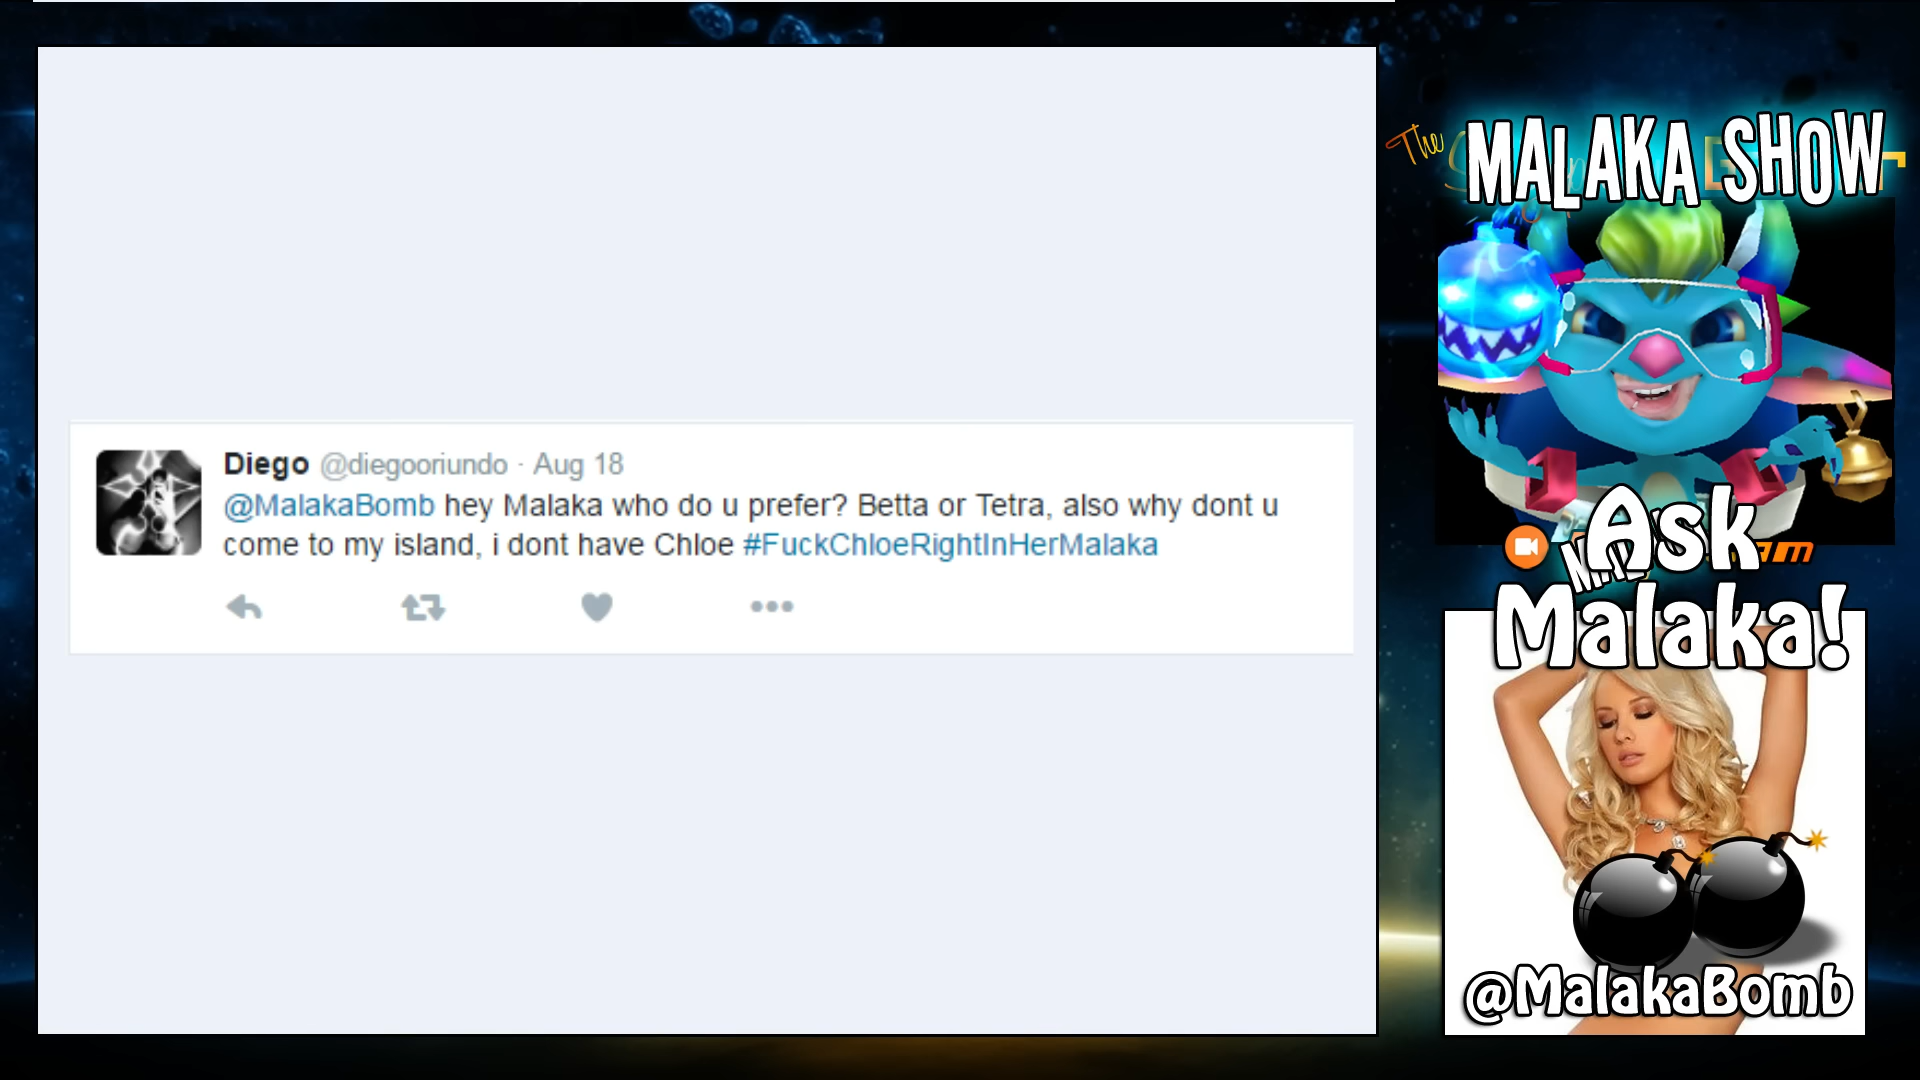 Diego @diegooriundo · Aug 18
@MalakaBomb hey Malaka who do u prefer? Betta or Tetra, also why dont u
come to my island, i dont have Chloe #FuckChloeRightInHerMalaka
The
MALAKA SHOW
Ask
Malaka!
@MalakaBomb